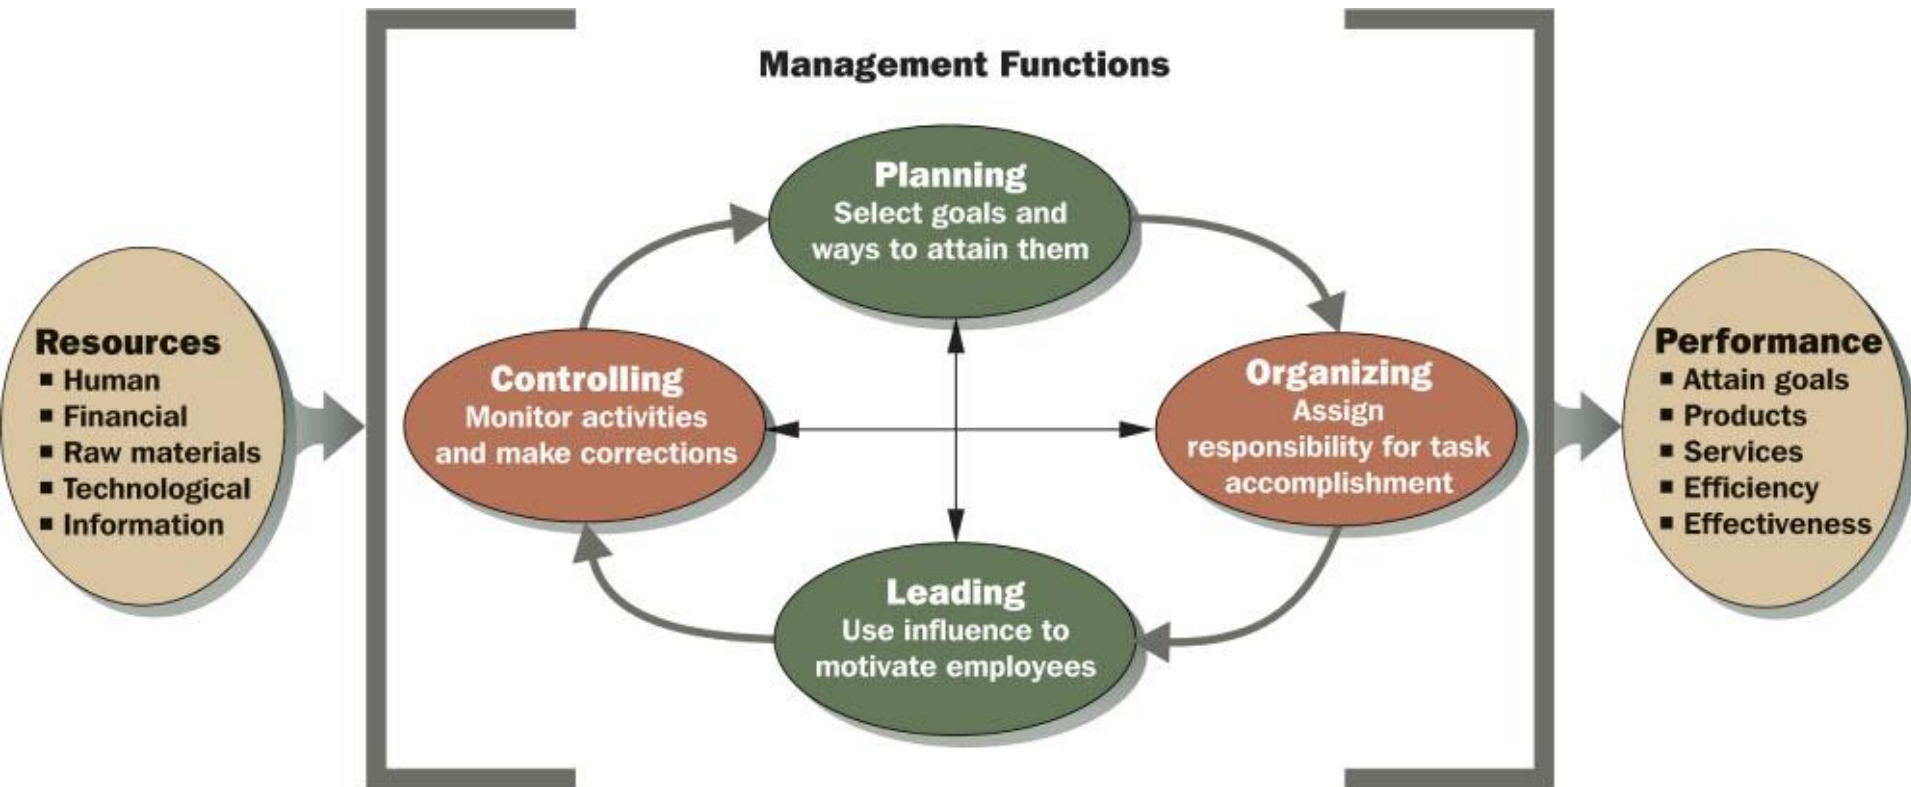 Management Functions
Planning
Select goals and
ways to attain them
Resources
▪ Human
▪ Financial
▪ Raw materials
▪ Technological
▪ Information
Controlling
Monitor activities
and make corrections
Organizing
Assign
responsibility for task
accomplishment
Leading
Use influence to
motivate employees
Performance
▪ Attain goals
▪ Products
▪ Services
▪ Efficiency
▪ Effectiveness